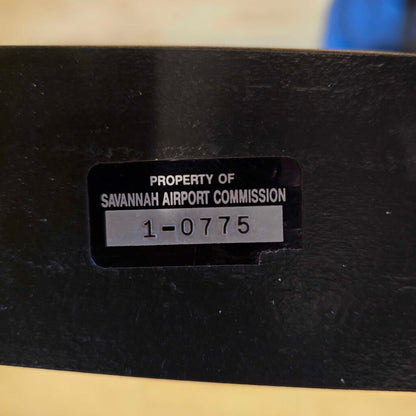 PROPERTY OF
SAVANNAH AIRPORT COMMISSION
1-0775